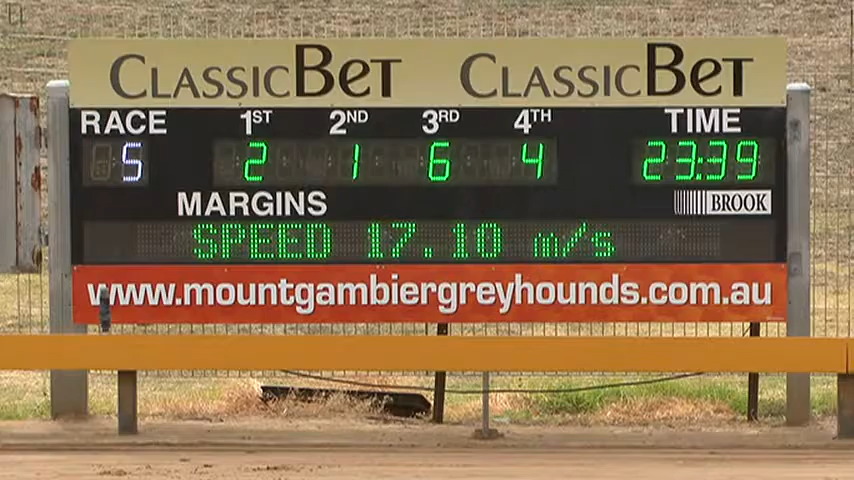 CLASSICBET CLASSICBET
RACE 1ST 2ND 3RD 4TH TIME
5 2 1 6 4 23:39
MARGINS BROOK
SPEED 17.10 m/s
www.mountgambiergreyhounds.com.au